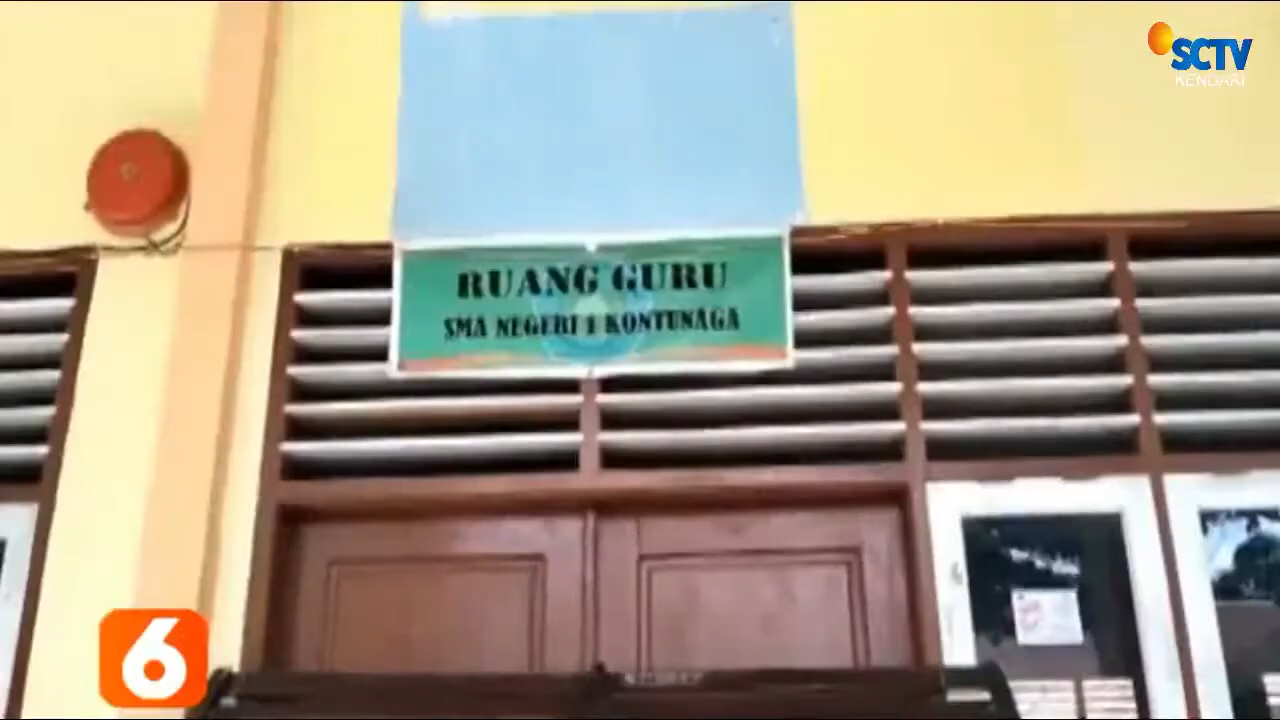 SCTV
KENDARI
RUANG GURU
SMA NEGERI 1 KONTUNAGA
6